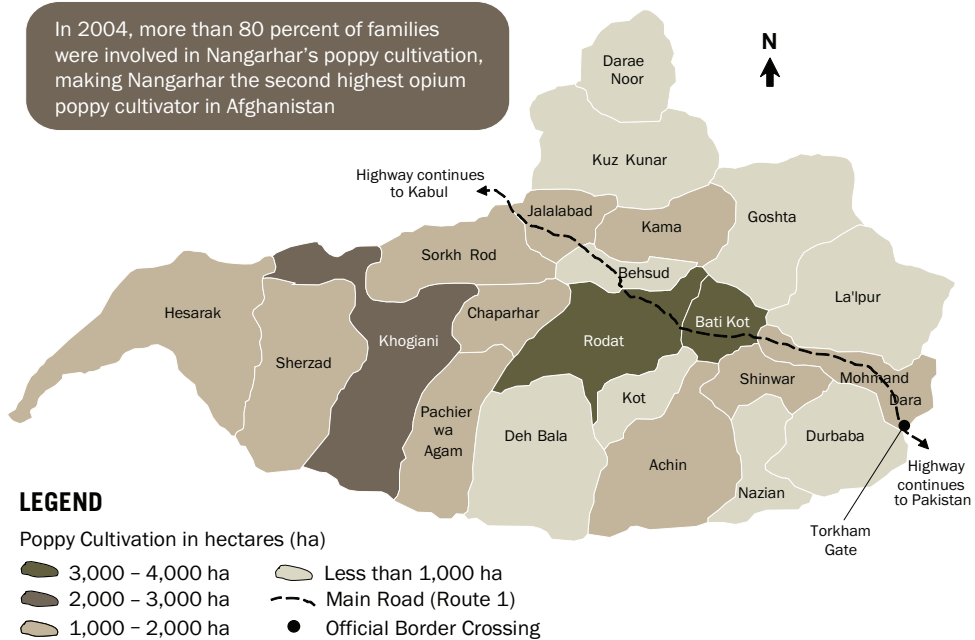 In 2004, more than 80 percent of families
were involved in Nangarhar's poppy cultivation,
making Nangarhar the second highest opium
poppy cultivator in Afghanistan
N
Darae
Noor
Kuz Kunar
Highway continues
to Kabul
Jalalabad
Kama
Goshta
Sorkh Rod
Behsud
La'lpur
Hesarak
Chaparhar
Bati Kot
Khogiani
Rodat
Sherzad
Shinwar
Mohmand
Dara
Kot
Pachier
wa
Agam
Deh Bala
Durbaba
Achin
Nazian
Highway
continues
to Pakistan
Torkham
Gate
LEGEND
Poppy Cultivation in hectares (ha)
3,000 – 4,000 ha
2,000 – 3,000 ha
1,000 – 2,000 ha
Less than 1,000 ha
Main Road (Route 1)
Official Border Crossing